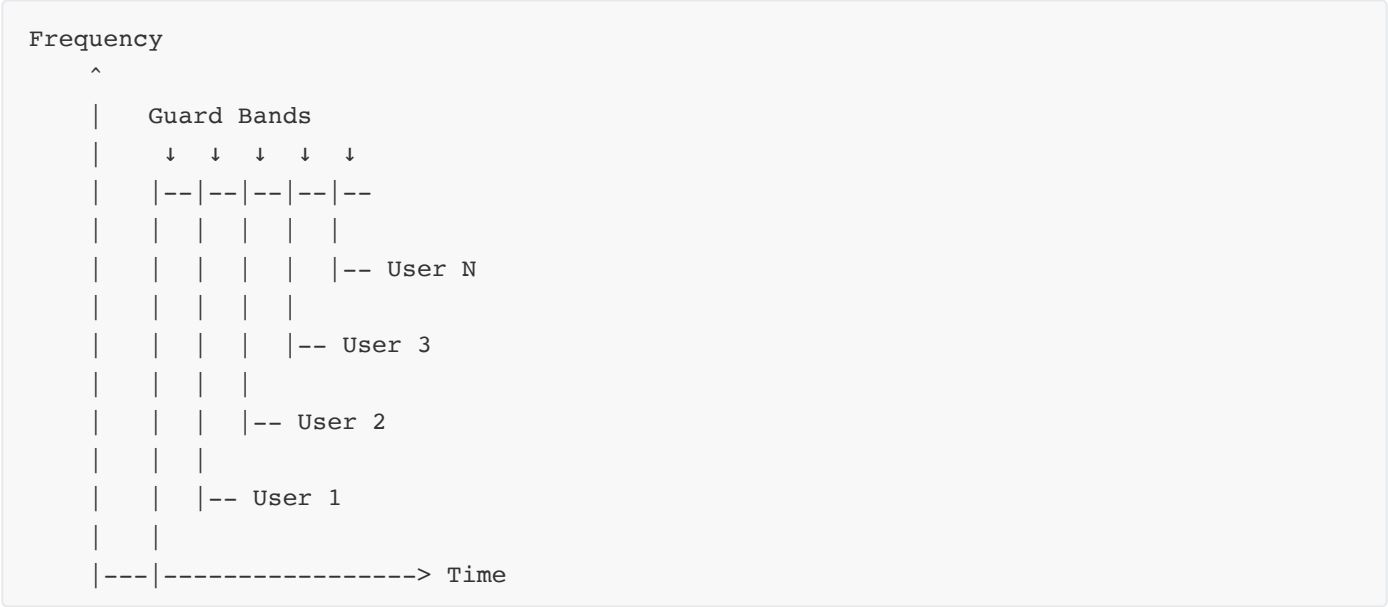 Frequency
    ^
    |   Guard Bands
    |    ↓  ↓  ↓  ↓  ↓
    |   |--|--|--|--|--
    |   |  |  |  |  |
    |   |  |  |  |  |-- User N
    |   |  |  |  |
    |   |  |  |  |-- User 3
    |   |  |  |
    |   |  |  |-- User 2
    |   |  |
    |   |  |-- User 1
    |   |
    |---|-----------------> Time